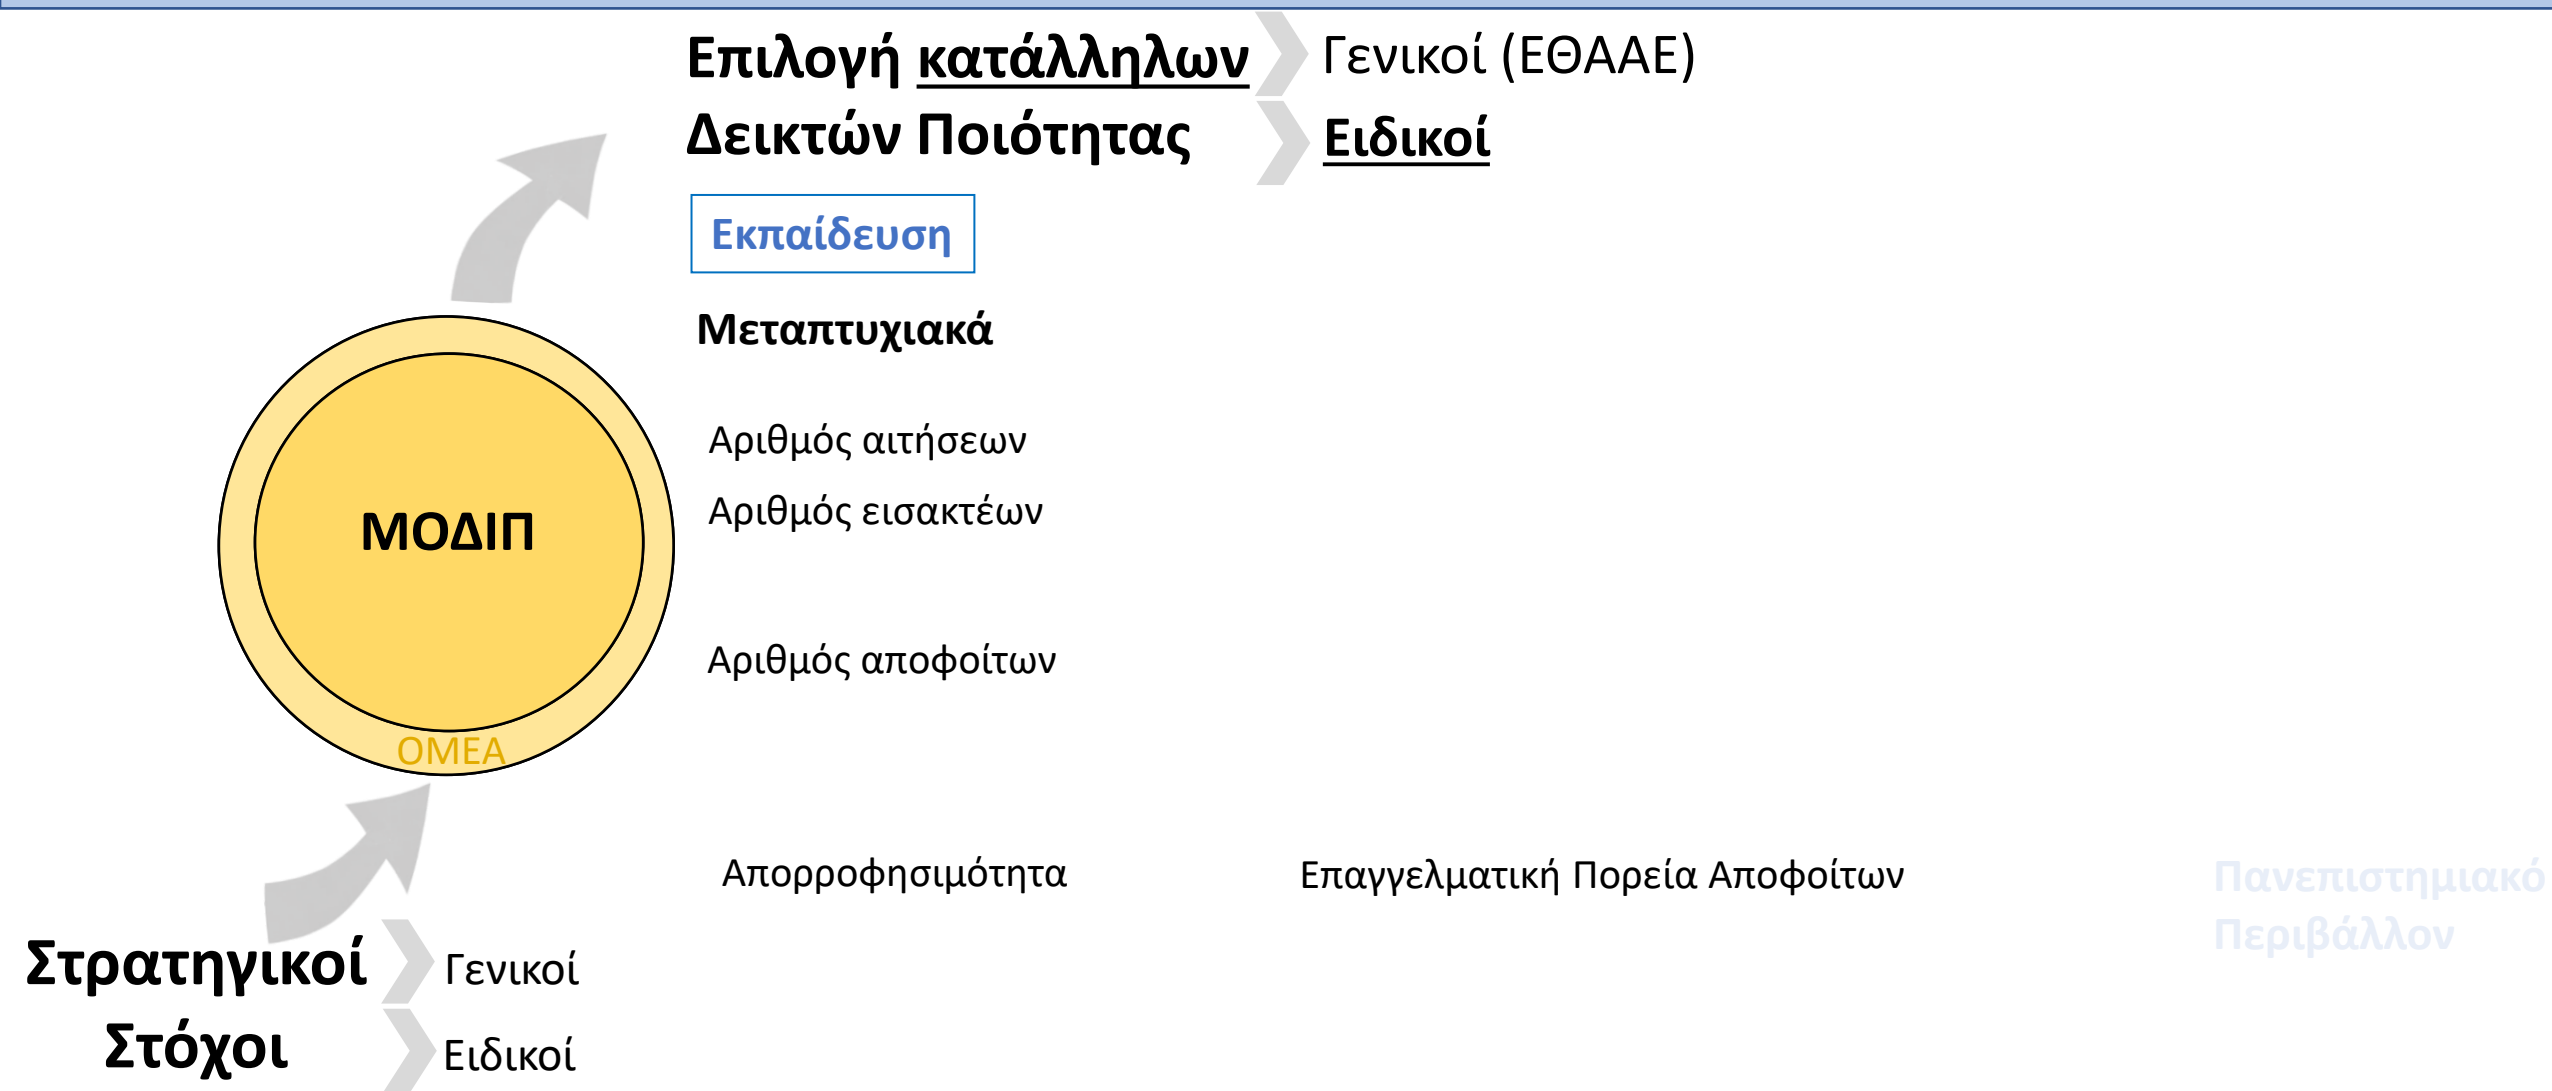 Επιλογή κατάλληλων
Δεικτών Ποιότητας
Γενικοί (ΕΘΑΑΕ)
Ειδικοί
Εκπαίδευση
Μεταπτυχιακά
Αριθμός αιτήσεων
Αριθμός εισακτέων
Αριθμός αποφοίτων
Απορροφησιμότητα
Επαγγελματική Πορεία Αποφοίτων
Πανεπιστημιακό
Περιβάλλον
ΜΟΔΙΠ
ΟΜΕΑ
Στρατηγικοί
Στόχοι
Γενικοί
Ειδικοί